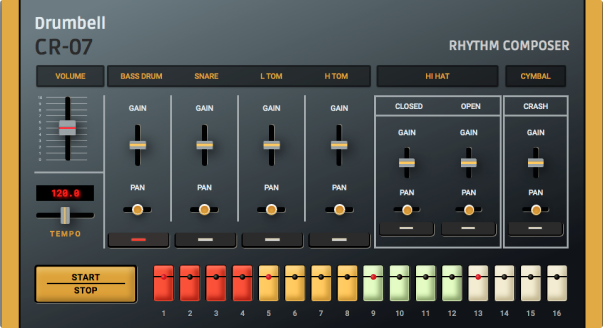 Drumbell
CR-07
RHYTHM COMPOSER
VOLUME BASS DRUM SNARE L TOM H TOM HI HAT CYMBAL
CLOSED OPEN CRASH
GAIN GAIN GAIN GAIN
GAIN GAIN GAIN
PAN PAN PAN PAN
PAN PAN PAN
120.0
TEMPO
START
STOP
1 2 3 4 5 6 7 8 9 10 11 12 13 14 15 16